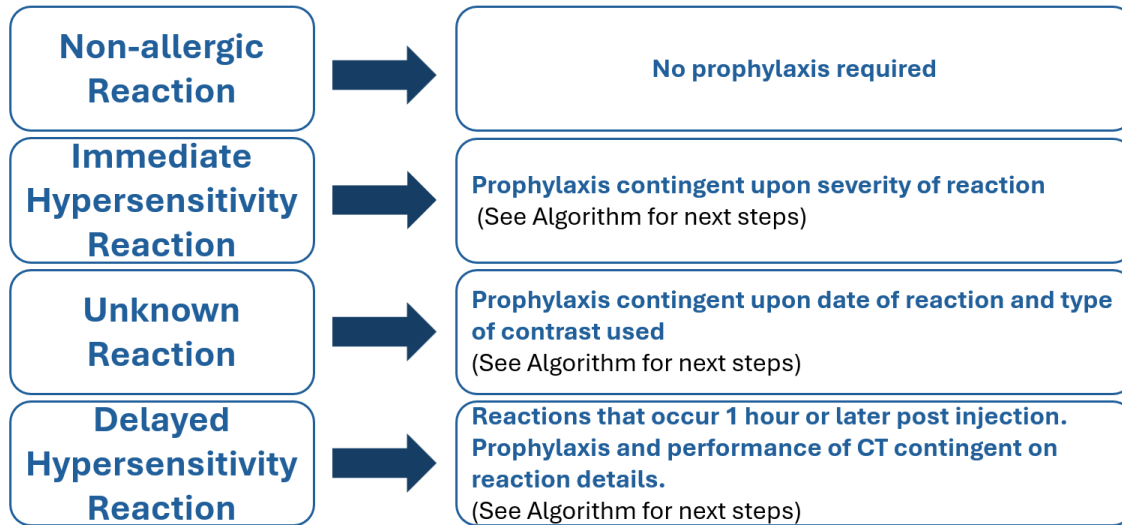 Non-allergic
Reaction
No prophylaxis required
Immediate
Hypersensitivity
Reaction
Prophylaxis contingent upon severity of reaction
(See Algorithm for next steps)
Unknown
Reaction
Prophylaxis contingent upon date of reaction and type
of contrast used
(See Algorithm for next steps)
Delayed
Hypersensitivity
Reaction
Reactions that occur 1 hour or later post injection.
Prophylaxis and performance of CT contingent on
reaction details.
(See Algorithm for next steps)